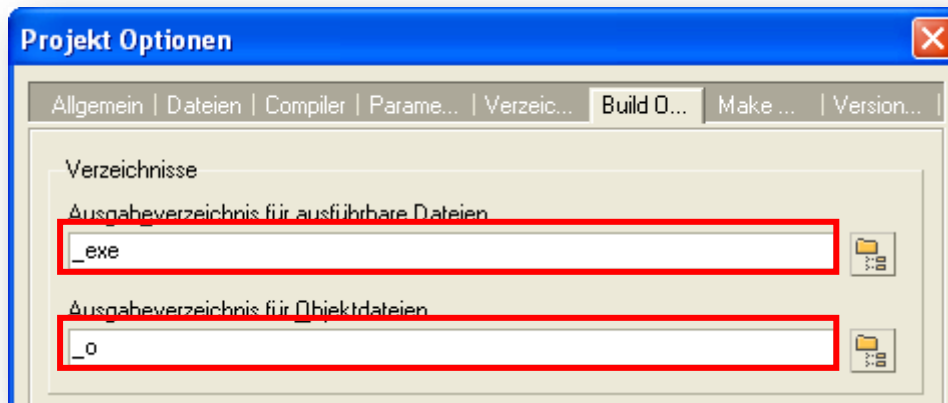 Projekt Optionen
Allgemein | Dateien | Compiler | Parame... | Verzeic... | Build O... | Make ... | Version... |
Verzeichnisse
Ausgabeverzeichnis für ausführbare Dateien
_exe
Ausgabeverzeichnis für Objektdateien
_o